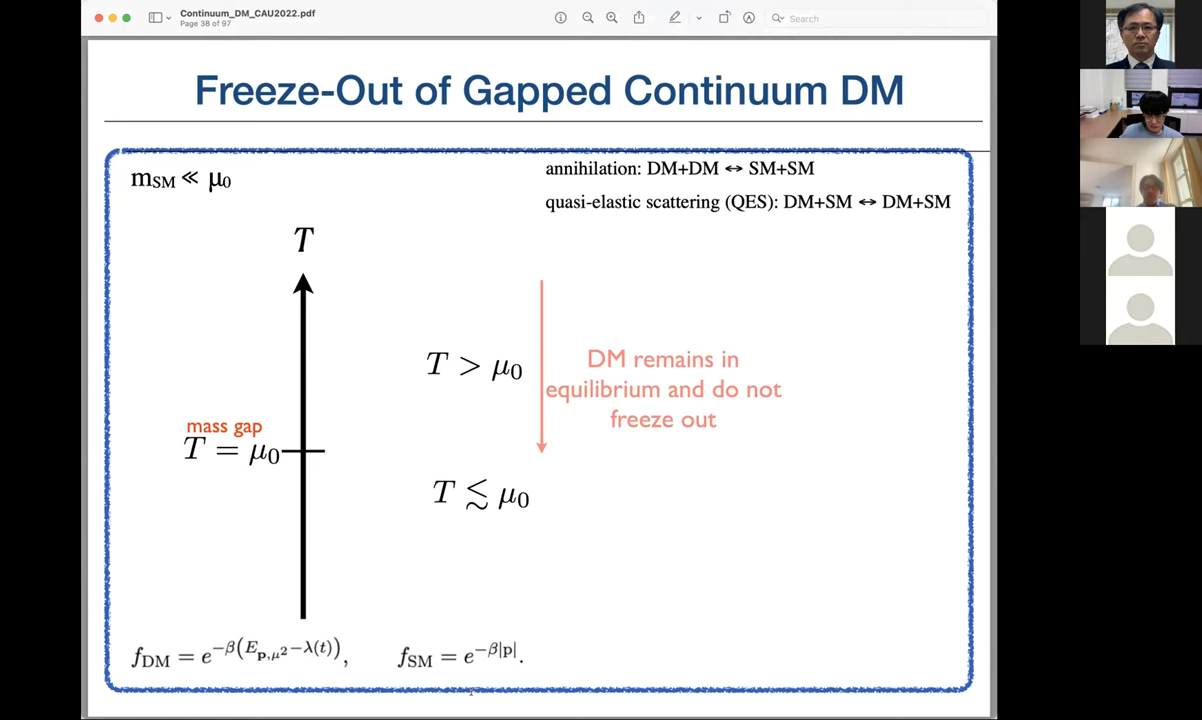 Continuum_DM_CAU2022.pdf
Page 38 of 97
Search
Freeze-Out of Gapped Continuum DM
mSM ≪ μ0
annihilation: DM+DM ↔ SM+SM
quasi-elastic scattering (QES): DM+SM ↔ DM+SM
T
T > μ0
DM remains in
equilibrium and do not
freeze out
mass gap
T = μ0
T ≲ μ0
fDM = e^{-β(E_{p,μ²}-λ(t))},
fSM = e^{-β|p|}.